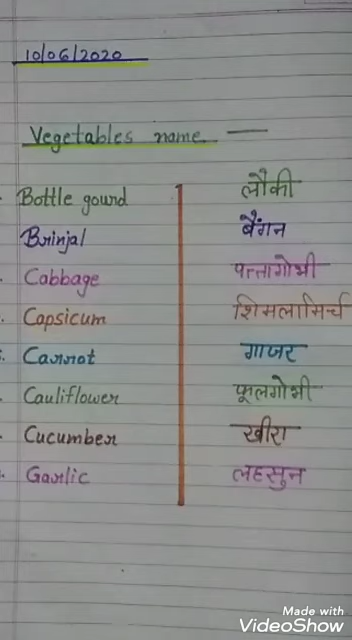 10/06/2020
Vegetables name —
Bottle gourd लौकी
Brinjal बैंगन
Cabbage पत्तागोभी
Capsicum शिमलामिर्च
Carrot गाजर
Cauliflower फूलगोभी
Cucumber खीरा
Garlic लहसुन
Made with
VideoShow